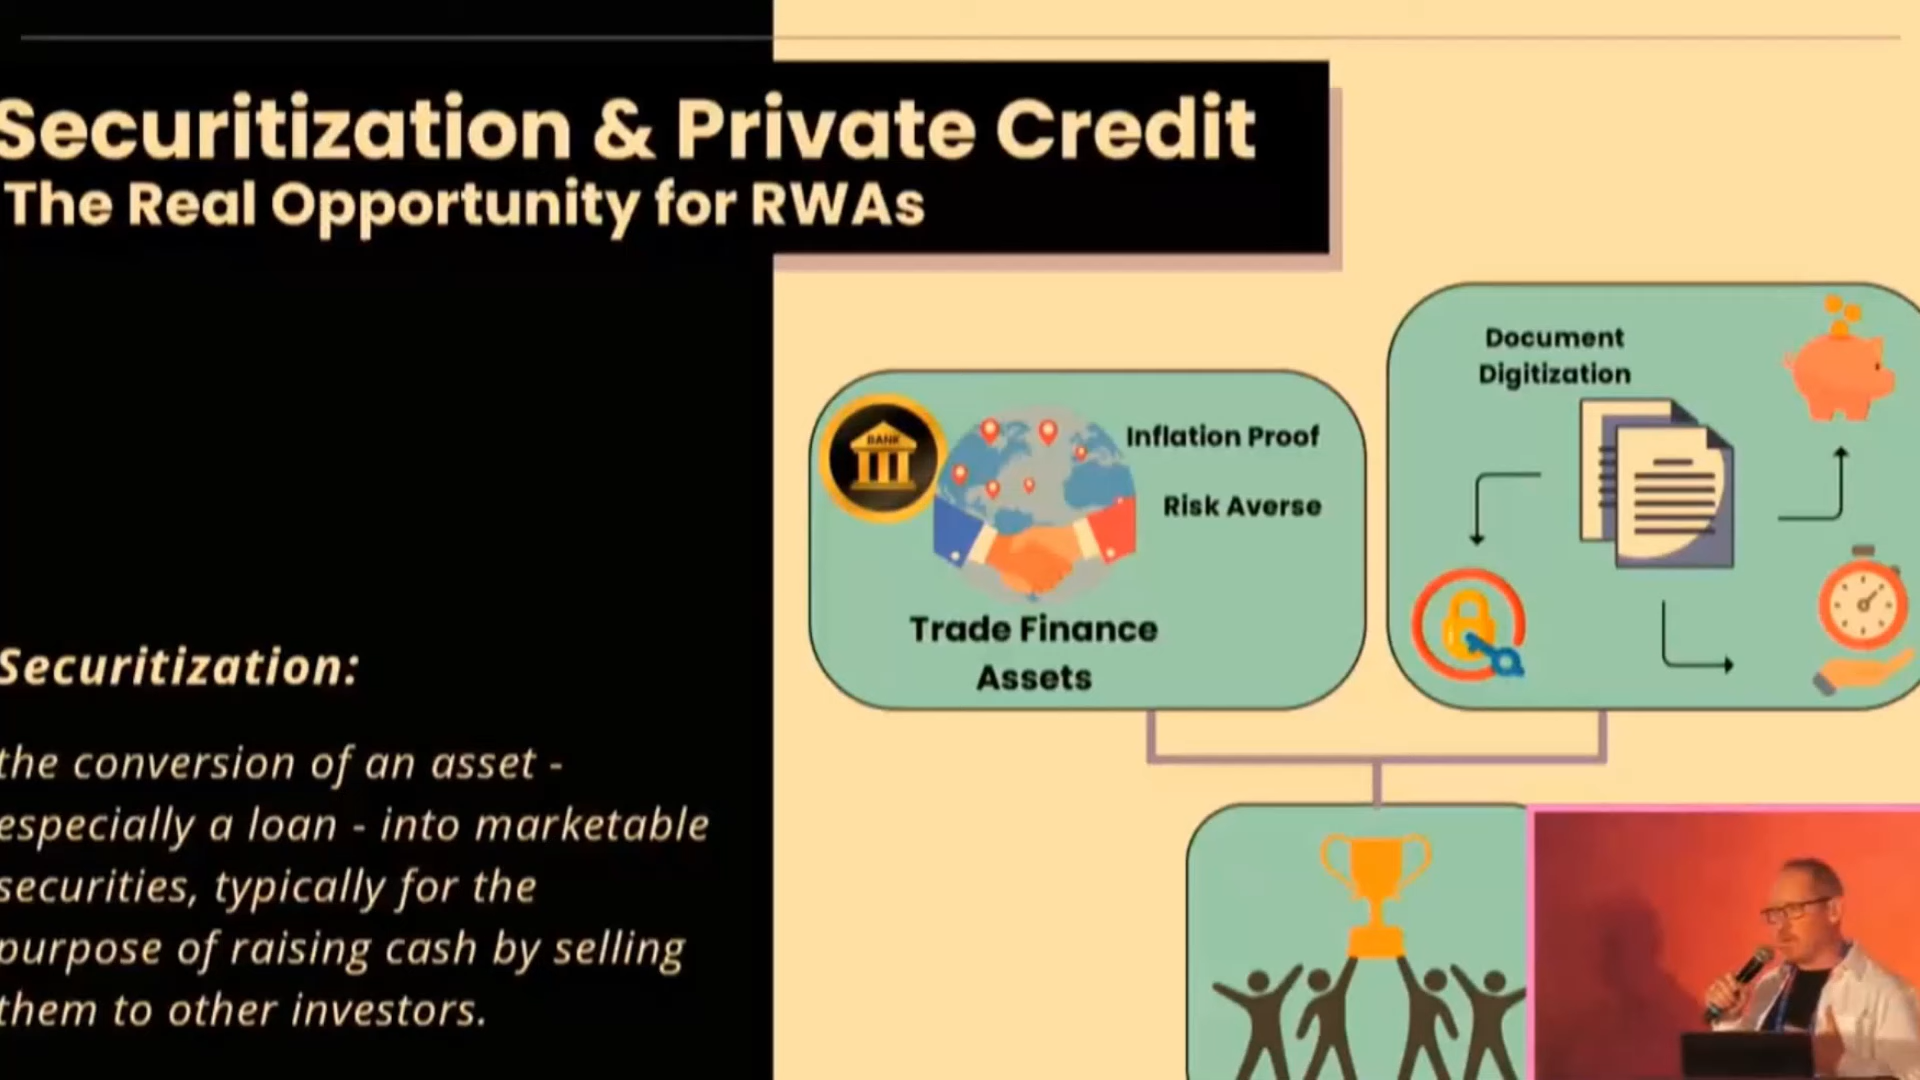 Securitization & Private Credit
The Real Opportunity for RWAs
Securitization:
the conversion of an asset -
especially a loan - into marketable
securities, typically for the
purpose of raising cash by selling
them to other investors.
BANK
Inflation Proof
Risk Averse
Trade Finance
Assets
Document
Digitization